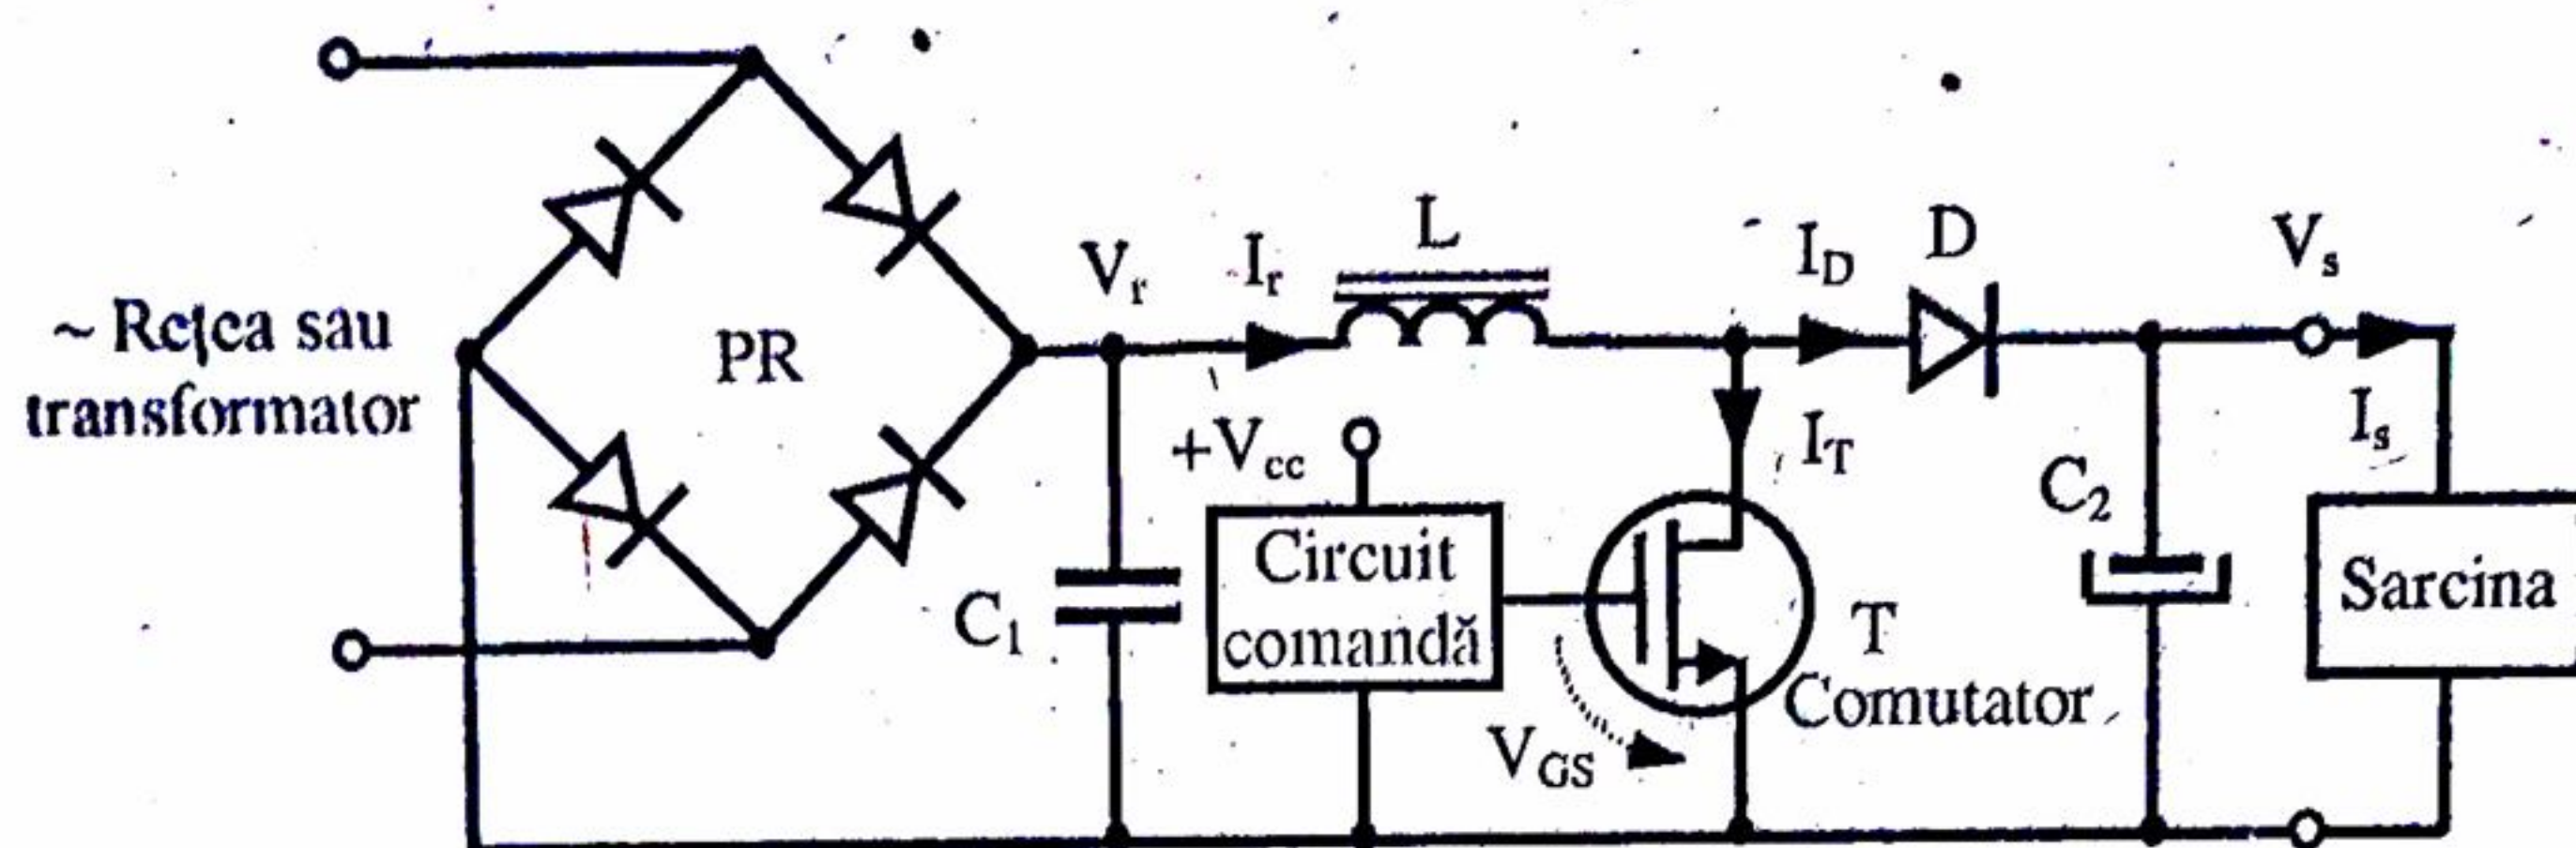 ~ Rețea sau
transformator
PR
V_r
I_r
L
I_D
D
V_s
I_s
+V_cc
I_T
C_1
Circuit
comandă
V_GS
T
Comutator
C_2
Sarcina